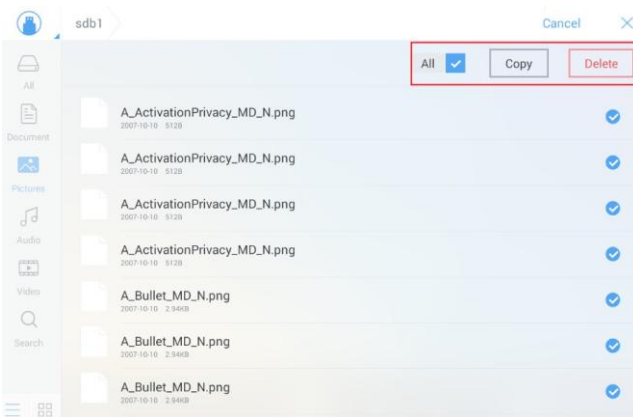 sdb1
Cancel
All
Copy
Delete
All
Document
Pictures
Audio
Video
Search
A_ActivationPrivacy_MD_N.png
2007-10-10 512B
A_ActivationPrivacy_MD_N.png
2007-10-10 512B
A_ActivationPrivacy_MD_N.png
2007-10-10 512B
A_ActivationPrivacy_MD_N.png
2007-10-10 512B
A_Bullet_MD_N.png
2007-10-10 2.94KB
A_Bullet_MD_N.png
2007-10-10 2.94KB
A_Bullet_MD_N.png
2007-10-10 2.94KB